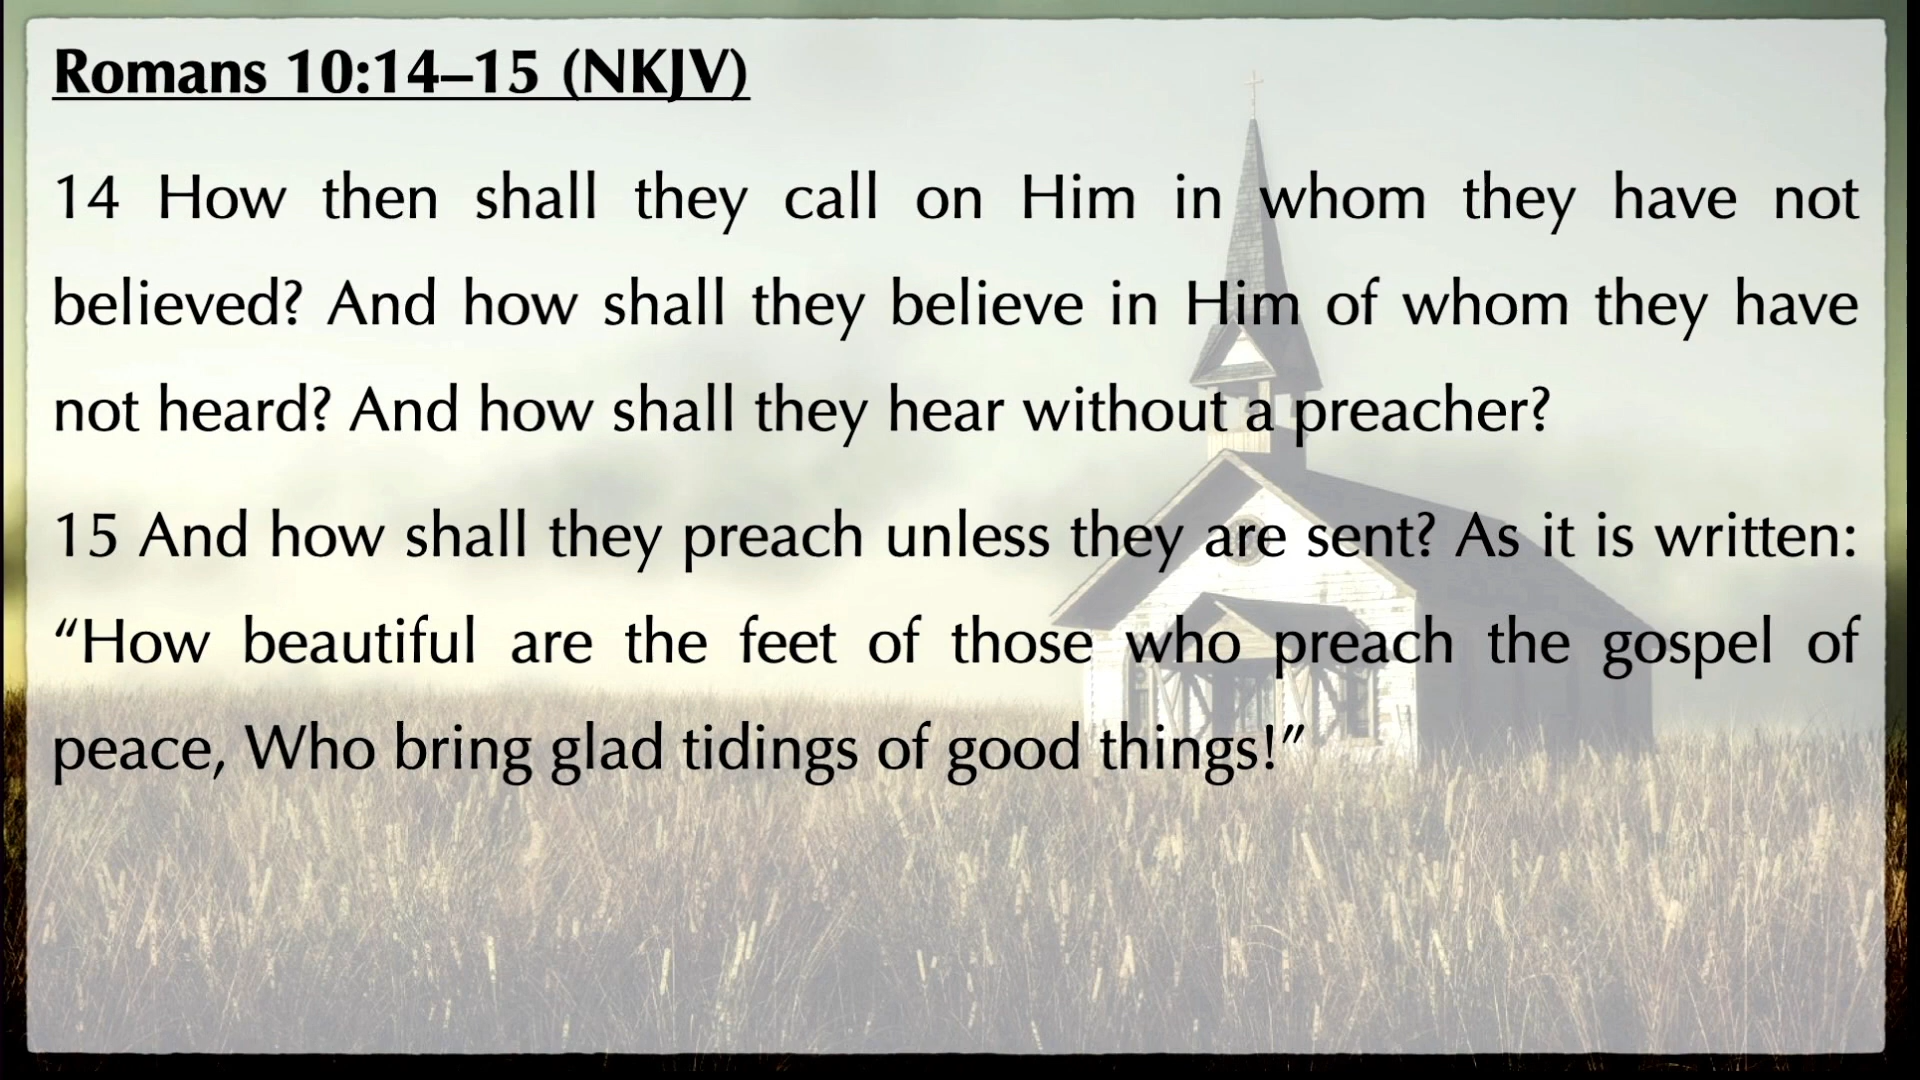 Romans 10:14–15 (NKJV)
14 How then shall they call on Him in whom they have not
believed? And how shall they believe in Him of whom they have
not heard? And how shall they hear without a preacher?
15 And how shall they preach unless they are sent? As it is written:
“How beautiful are the feet of those who preach the gospel of
peace, Who bring glad tidings of good things!”